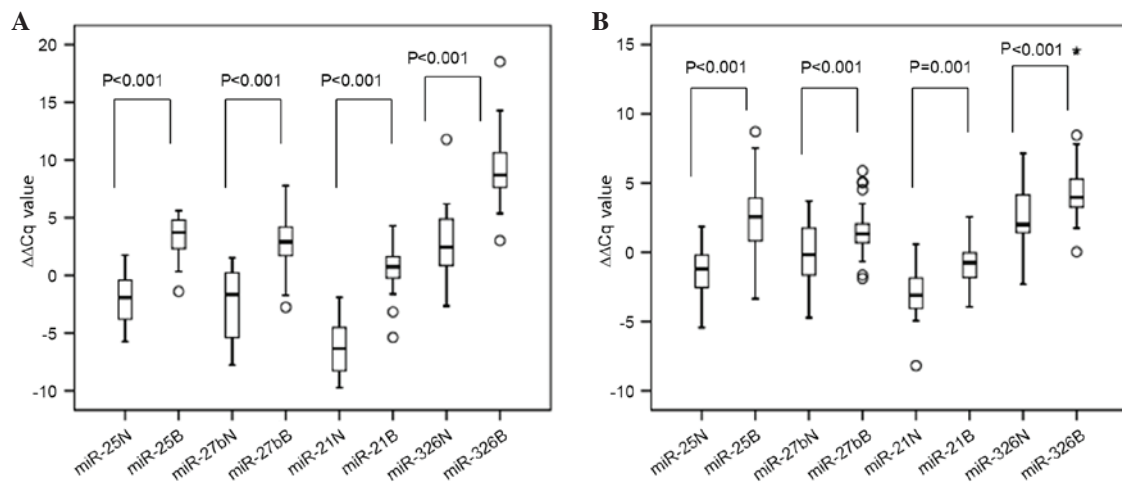 A
ΔΔCq value
20
15
10
5
0
-5
-10
P<0.001
P<0.001
P<0.001
P<0.001
miR-25N
miR-25B
miR-27bN
miR-27bB
miR-21N
miR-21B
miR-326N
miR-326B
B
ΔΔCq value
15
10
5
0
-5
-10
P<0.001
P<0.001
P=0.001
P<0.001
miR-25N
miR-25B
miR-27bN
miR-27bB
miR-21N
miR-21B
miR-326N
miR-326B